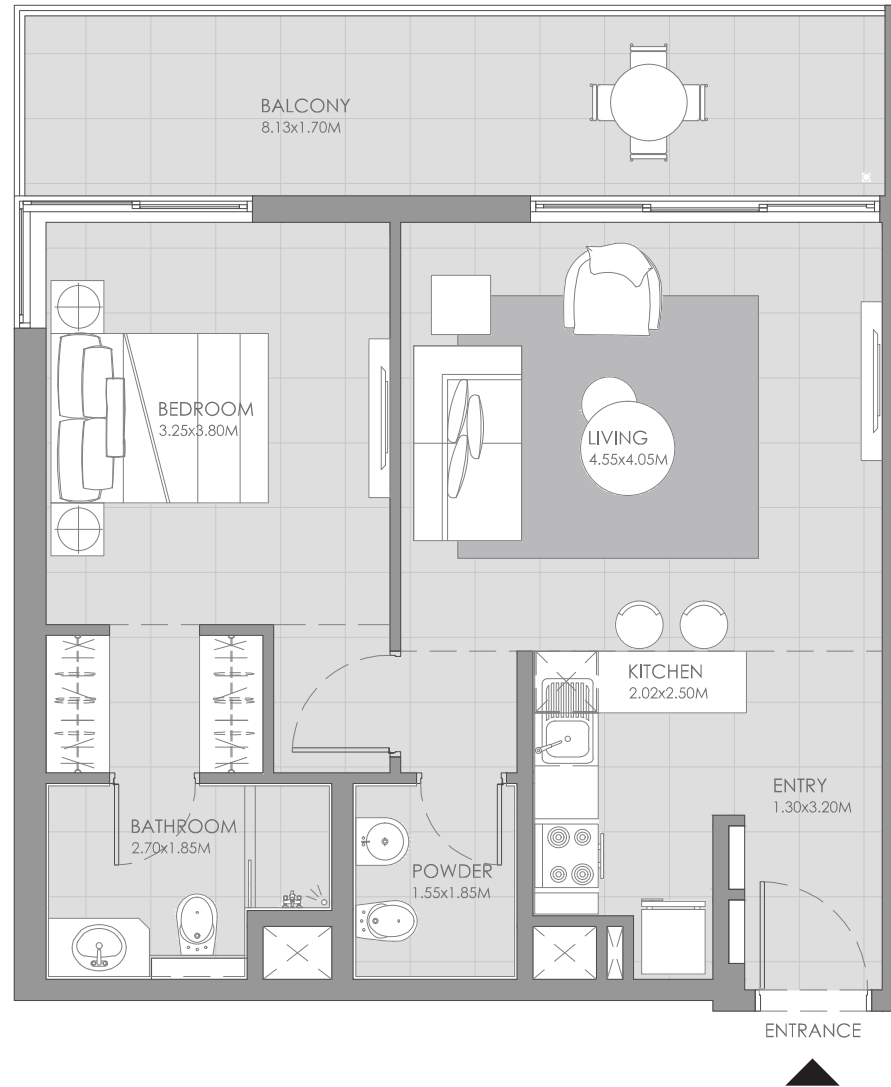 BALCONY
8.13x1.70M
BEDROOM
3.25x3.80M
LIVING
4.55x4.05M
KITCHEN
2.02x2.50M
ENTRY
1.30x3.20M
BATHROOM
2.70x1.85M
POWDER
1.55x1.85M
ENTRANCE